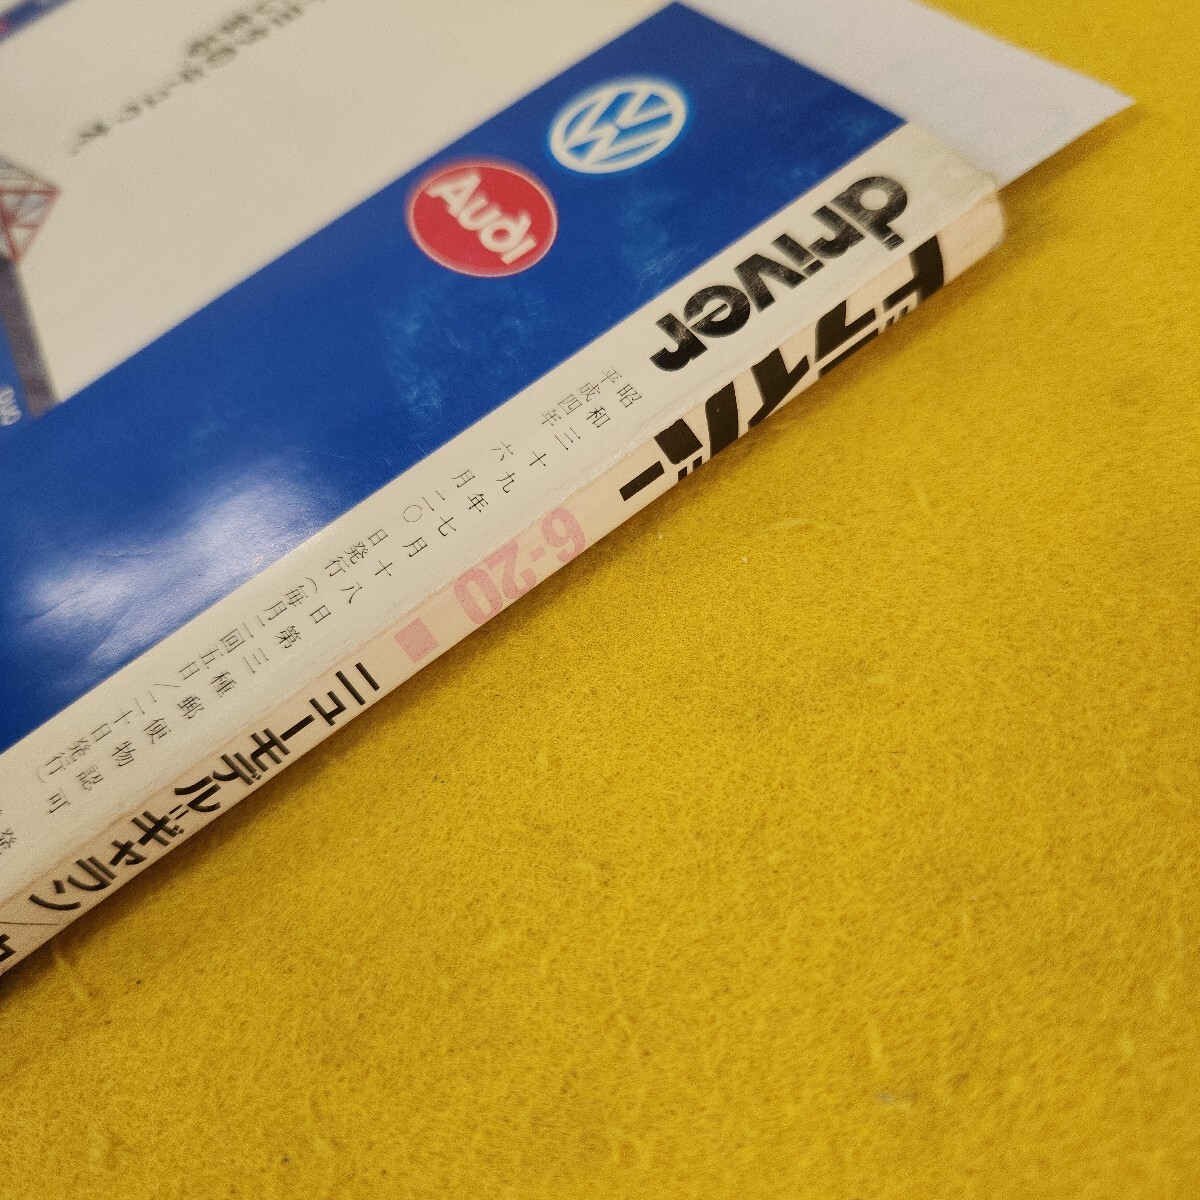 Audi
driver
ドライバー
昭和三十九年七月十八日第三種郵便物認可
平成四年六月二〇日発行(毎月二回五日/二十日発行)
6・20
ニューモデル=ギャラン/